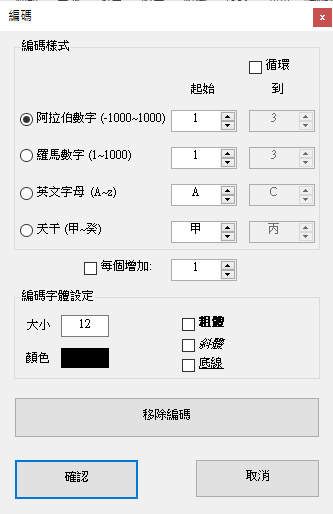 編碼
x
編碼樣式
循環
起始 到
阿拉伯數字 (-1000~1000) 1 3
羅馬數字 (1~1000) 1 3
英文字母 (A~z) A C
天干 (甲~癸) 甲 丙
每個增加: 1
編碼字體設定
大小 12 粗體
斜體
顏色 底線
移除編碼
確認 取消